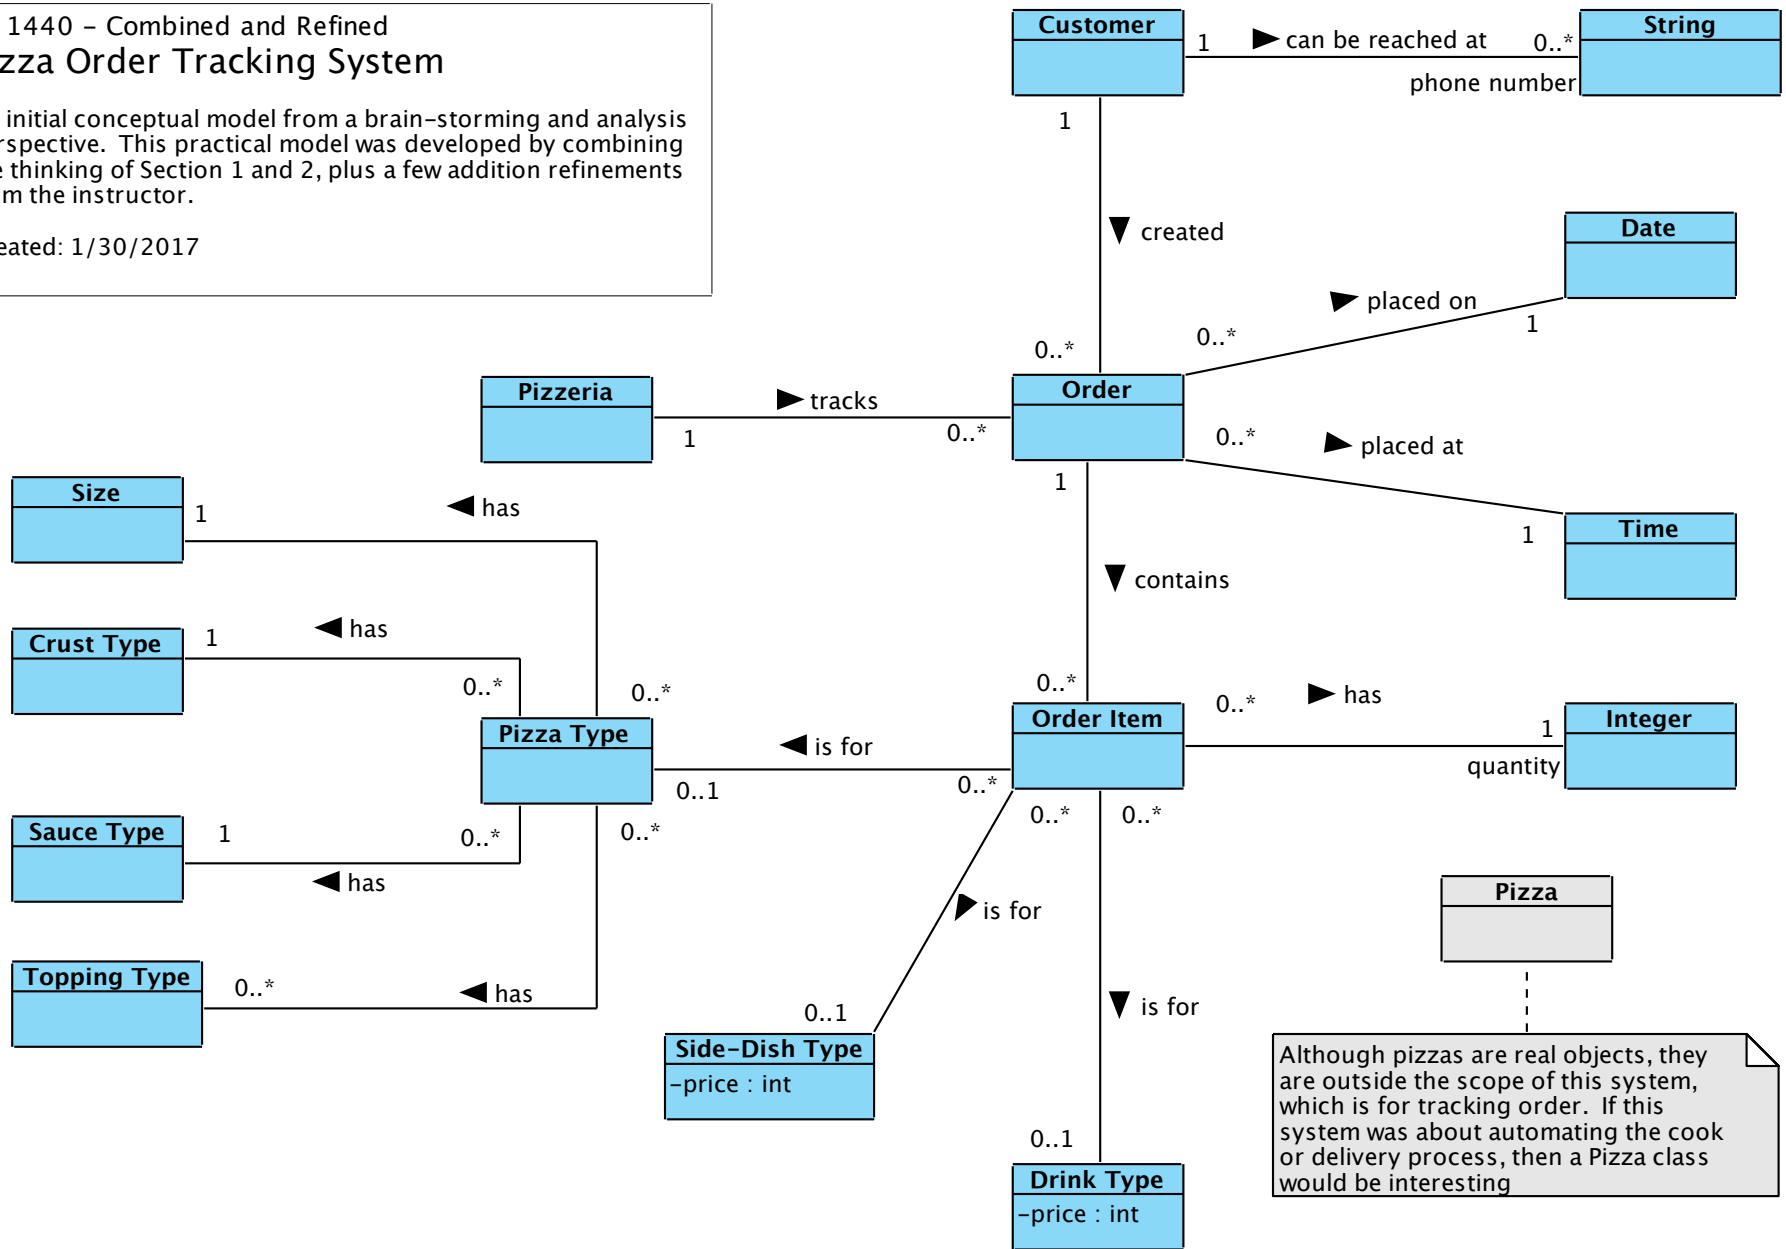 1440 – Combined and Refined
zza Order Tracking System
initial conceptual model from a brain–storming and analysis
rspective.  This practical model was developed by combining
e thinking of Section 1 and 2, plus a few addition refinements
m the instructor.
eated: 1/30/2017
Customer
1
can be reached at
0..*
phone number
String
1
created
0..*
Date
placed on
0..*
1
Pizzeria
1
tracks
0..*
Order
0..*
placed at
1
Time
1
contains
0..*
Size
1
has
0..*
Crust Type
1
has
0..*
Pizza Type
0..1
is for
0..*
Order Item
0..*
has
1
quantity
Integer
Sauce Type
1
has
0..*
Topping Type
0..*
has
0..*
0..*
is for
0..1
Side–Dish Type
–price : int
0..*
is for
0..1
Drink Type
–price : int
Pizza
Although pizzas are real objects, they
are outside the scope of this system,
which is for tracking order.  If this
system was about automating the cook
or delivery process, then a Pizza class
would be interesting